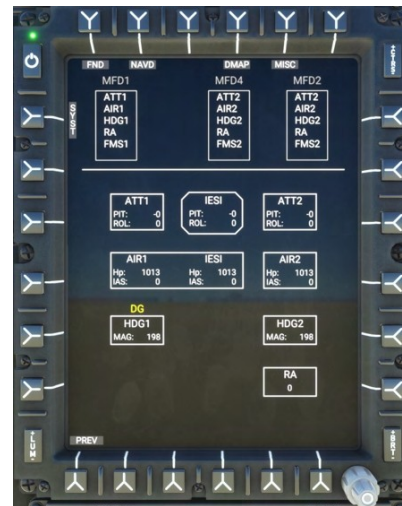 FND NAVD DMAP MISC
+CTRS-
SYST
MFD1 MFD4 MFD2
ATT1 ATT2 ATT2
AIR1 AIR2 AIR2
HDG1 HDG2 HDG2
RA RA RA
FMS1 FMS2 FMS2
ATT1 IESI ATT2
PIT: -0 PIT: -0 PIT: -0
ROL: 0 ROL: 0 ROL: 0
AIR1 IESI AIR2
Hp: 1013 Hp: 1013 Hp: 1013
IAS: 0 IAS: 0 IAS: 0
DG
HDG1 HDG2
MAG: 198 MAG: 198
RA
0
PREV
+LUM-
+BRT-